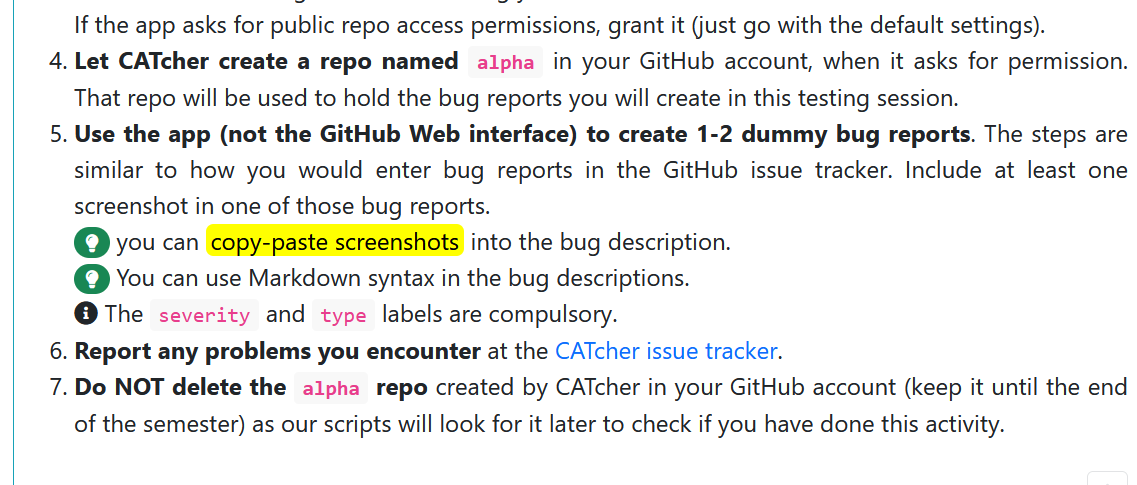 If the app asks for public repo access permissions, grant it (just go with the default settings).
4. Let CATcher create a repo named alpha in your GitHub account, when it asks for permission.
That repo will be used to hold the bug reports you will create in this testing session.
5. Use the app (not the GitHub Web interface) to create 1-2 dummy bug reports. The steps are
similar to how you would enter bug reports in the GitHub issue tracker. Include at least one
screenshot in one of those bug reports.
you can copy-paste screenshots into the bug description.
You can use Markdown syntax in the bug descriptions.
The severity and type labels are compulsory.
6. Report any problems you encounter at the CATcher issue tracker.
7. Do NOT delete the alpha repo created by CATcher in your GitHub account (keep it until the end
of the semester) as our scripts will look for it later to check if you have done this activity.